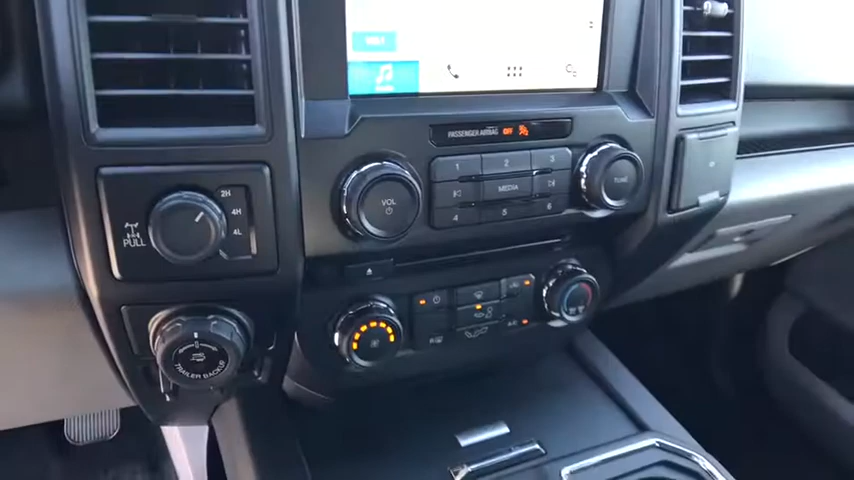 PASSENGER AIRBAG OFF
1 2 3
MEDIA
4 5 6
VOL
TUNE
2H
4H
4L
PULL
TRAILER BACKUP